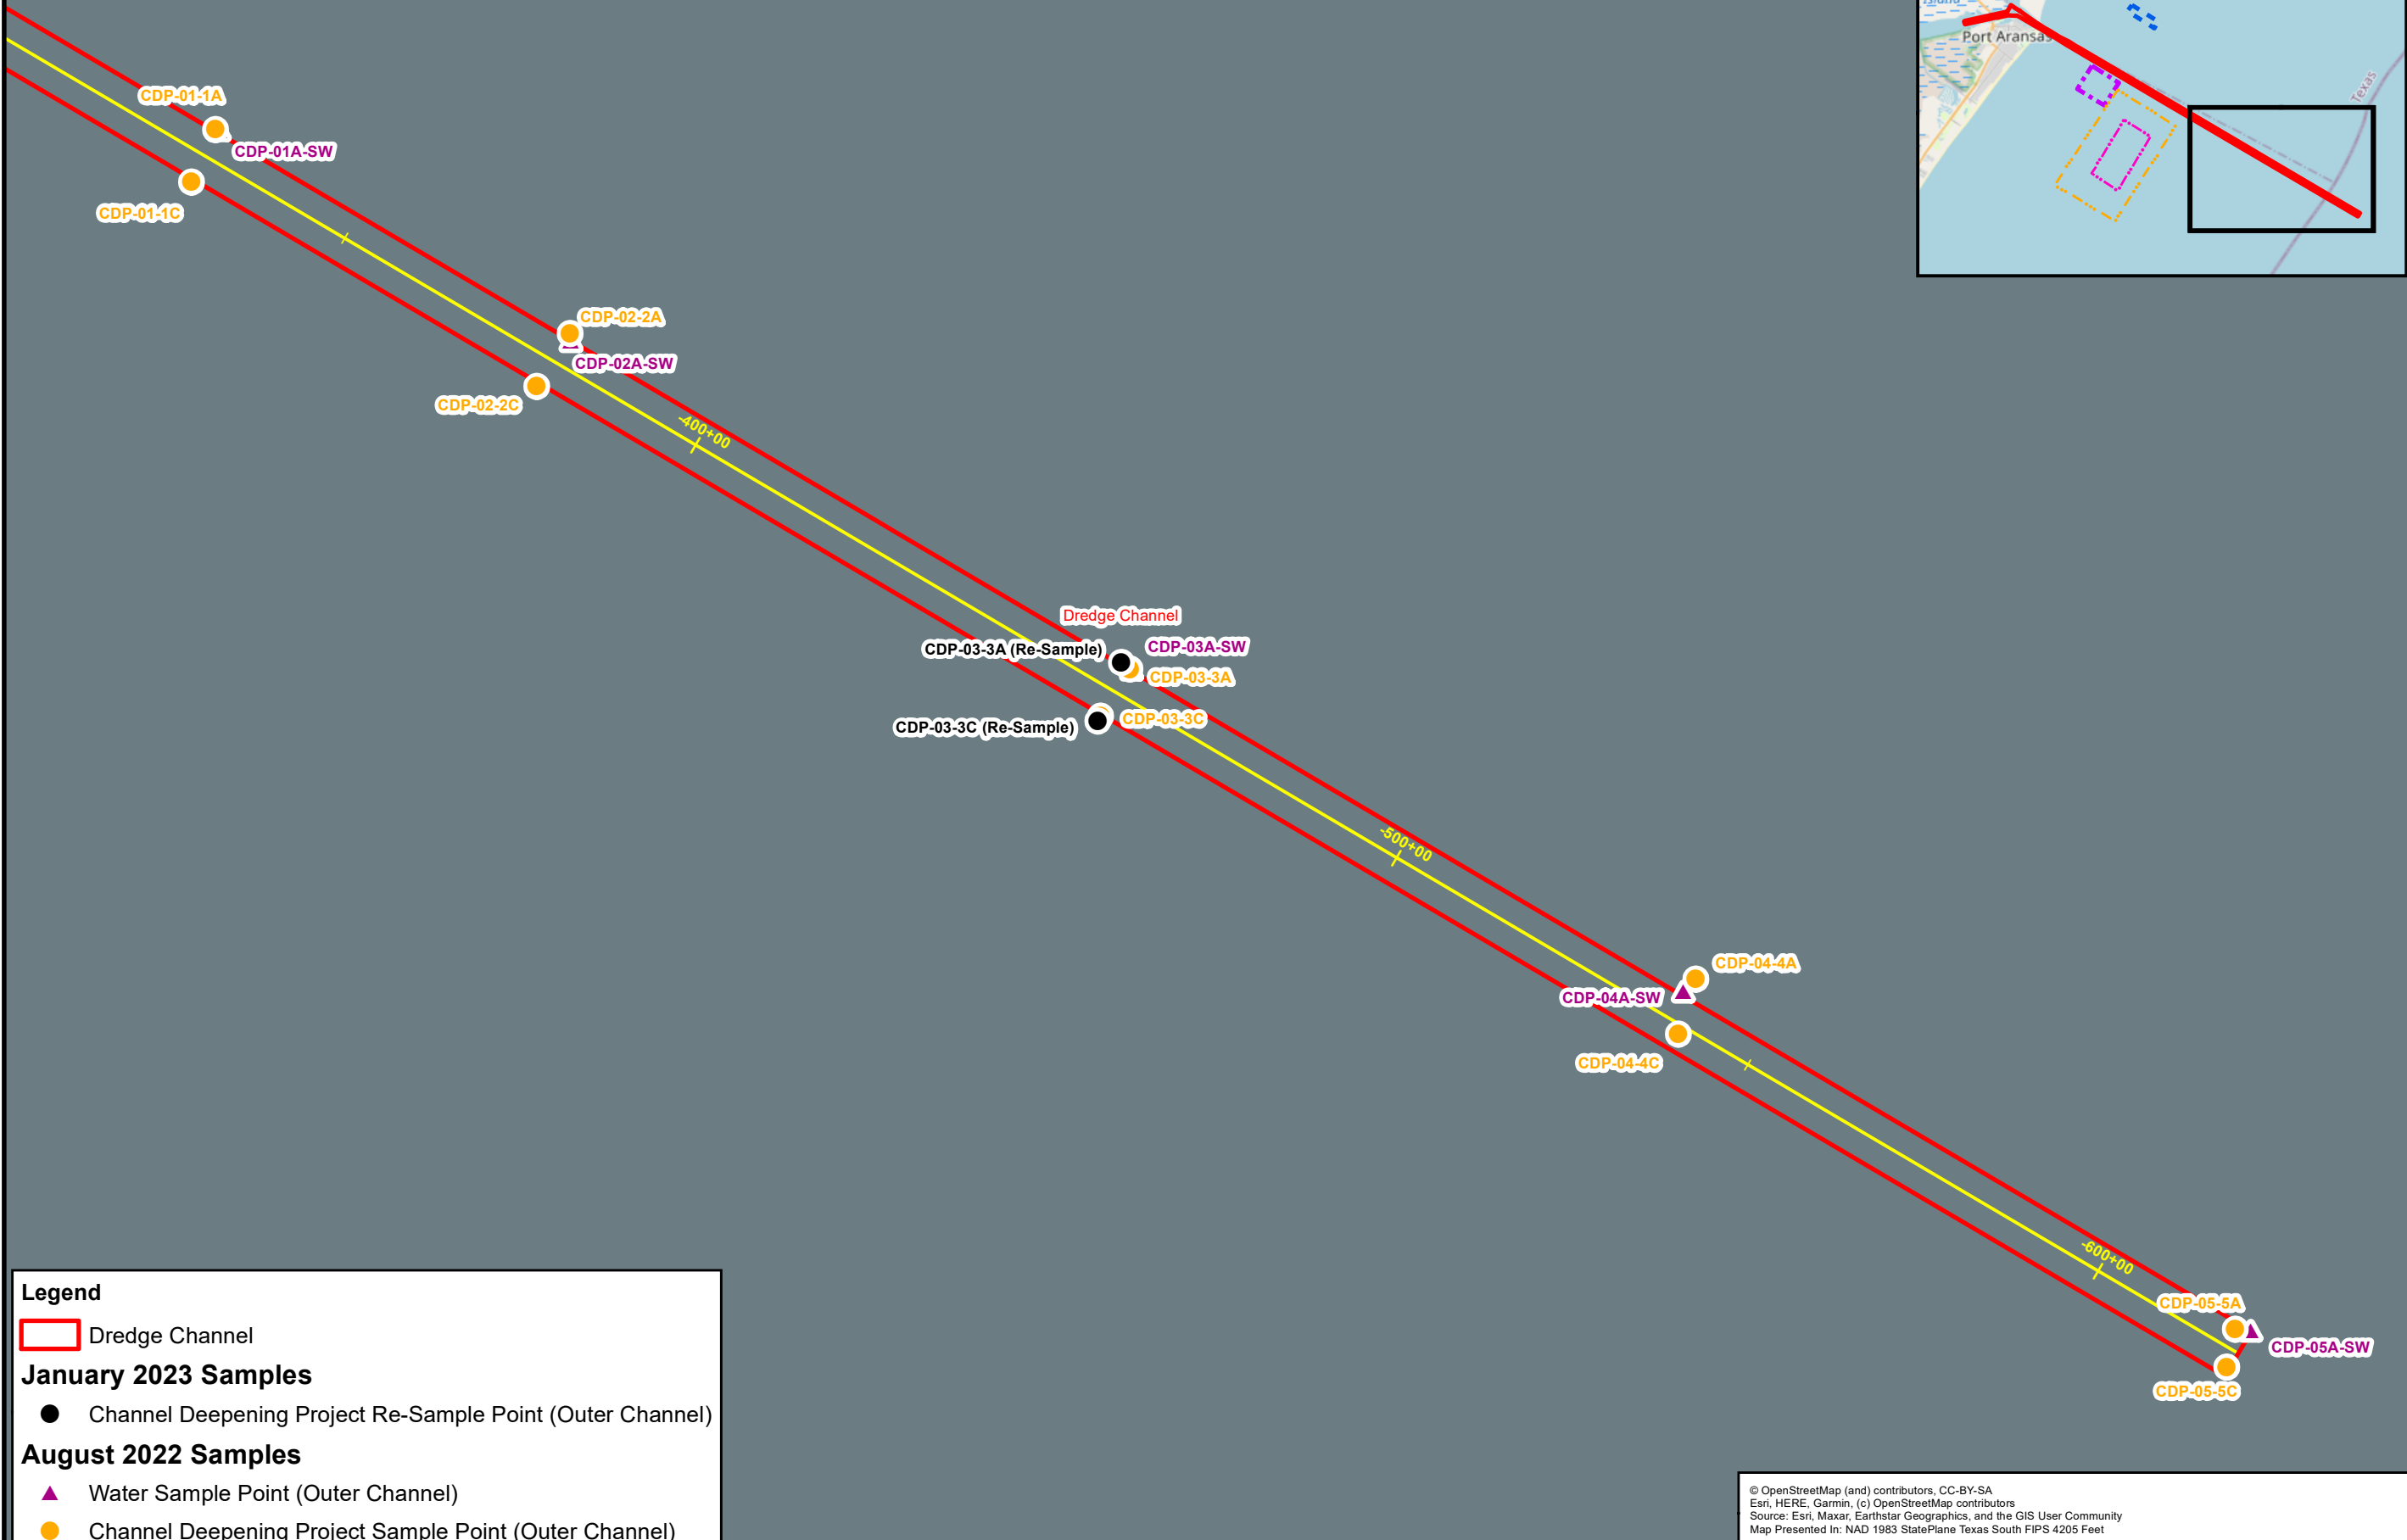 Port Aransas
Texas
CDP-01-1A
CDP-01A-SW
CDP-01-1C
CDP-02-2A
CDP-02A-SW
CDP-02-2C
-400+00
Dredge Channel
CDP-03-3A (Re-Sample)
CDP-03A-SW
CDP-03-3A
CDP-03-3C (Re-Sample)
CDP-03-3C
-500+00
CDP-04-4A
CDP-04A-SW
CDP-04-4C
-600+00
CDP-05-5A
CDP-05A-SW
CDP-05-5C
Legend
Dredge Channel
January 2023 Samples
Channel Deepening Project Re-Sample Point (Outer Channel)
August 2022 Samples
Water Sample Point (Outer Channel)
Channel Deepening Project Sample Point (Outer Channel)
© OpenStreetMap (and) contributors, CC-BY-SA
Esri, HERE, Garmin, (c) OpenStreetMap contributors
Source: Esri, Maxar, Earthstar Geographics, and the GIS User Community
Map Presented In: NAD 1983 StatePlane Texas South FIPS 4205 Feet